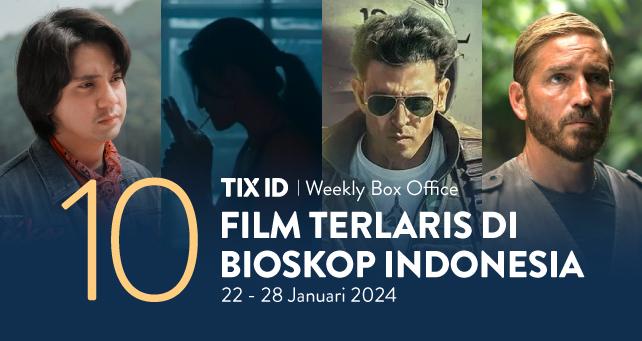 TIX ID | Weekly Box Office
10
FILM TERLARIS DI
BIOSKOP INDONESIA
22 - 28 Januari 2024